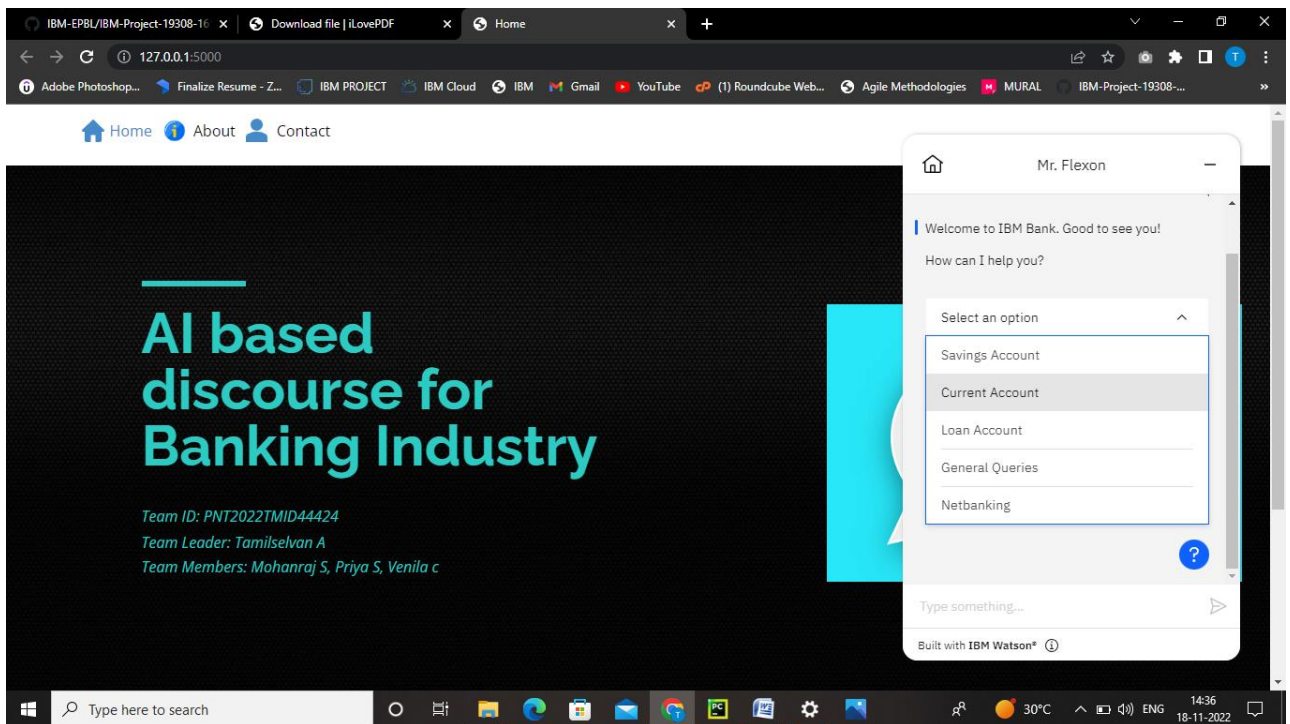 IBM-EPBL/IBM-Project-19308-16
Download file | iLovePDF
Home
127.0.0.1:5000
Adobe Photoshop...
Finalize Resume - Z...
IBM PROJECT
IBM Cloud
IBM
Gmail
YouTube
(1) Roundcube Web...
Agile Methodologies
MURAL
IBM-Project-19308-...
»
Home
About
Contact
AI based
discourse for
Banking Industry
Team ID: PNT2022TMID44424
Team Leader: Tamilselvan A
Team Members: Mohanraj S, Priya S, Venila c
Mr. Flexon
Welcome to IBM Bank. Good to see you!
How can I help you?
Select an option
Savings Account
Current Account
Loan Account
General Queries
Netbanking
?
Type something...
Built with IBM Watson®
Type here to search
30°C
ENG
14:36
18-11-2022